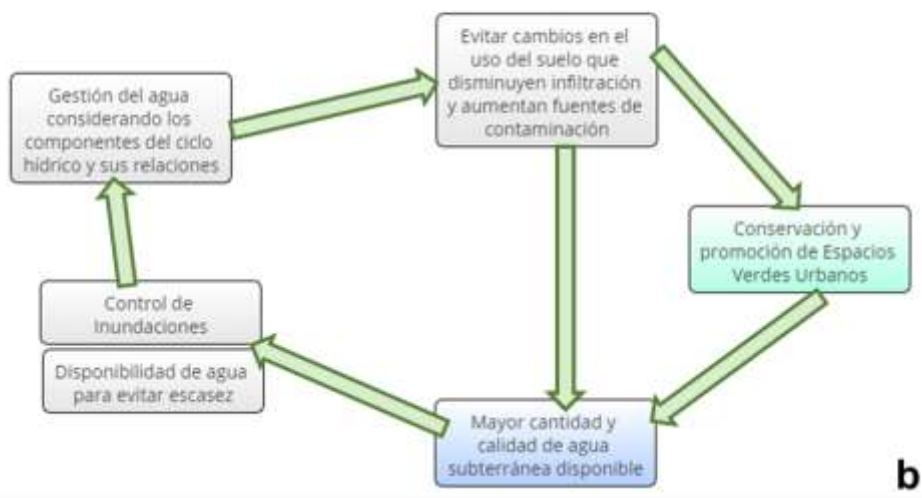 Evitar cambios en el
uso del suelo que
disminuyen infiltración
y aumentan fuentes de
contaminación
Gestión del agua
considerando los
componentes del ciclo
hídrico y sus relaciones
Conservación y
promoción de Espacios
Verdes Urbanos
Control de
Inundaciones
Disponibilidad de agua
para evitar escasez
Mayor cantidad y
calidad de agua
subterránea disponible
b